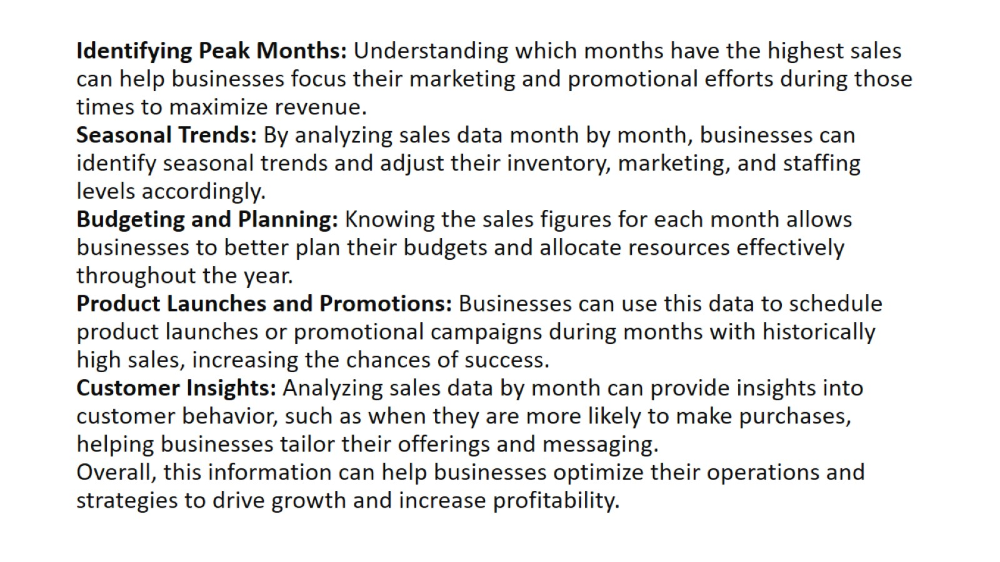 Identifying Peak Months: Understanding which months have the highest sales
can help businesses focus their marketing and promotional efforts during those
times to maximize revenue.
Seasonal Trends: By analyzing sales data month by month, businesses can
identify seasonal trends and adjust their inventory, marketing, and staffing
levels accordingly.
Budgeting and Planning: Knowing the sales figures for each month allows
businesses to better plan their budgets and allocate resources effectively
throughout the year.
Product Launches and Promotions: Businesses can use this data to schedule
product launches or promotional campaigns during months with historically
high sales, increasing the chances of success.
Customer Insights: Analyzing sales data by month can provide insights into
customer behavior, such as when they are more likely to make purchases,
helping businesses tailor their offerings and messaging.
Overall, this information can help businesses optimize their operations and
strategies to drive growth and increase profitability.